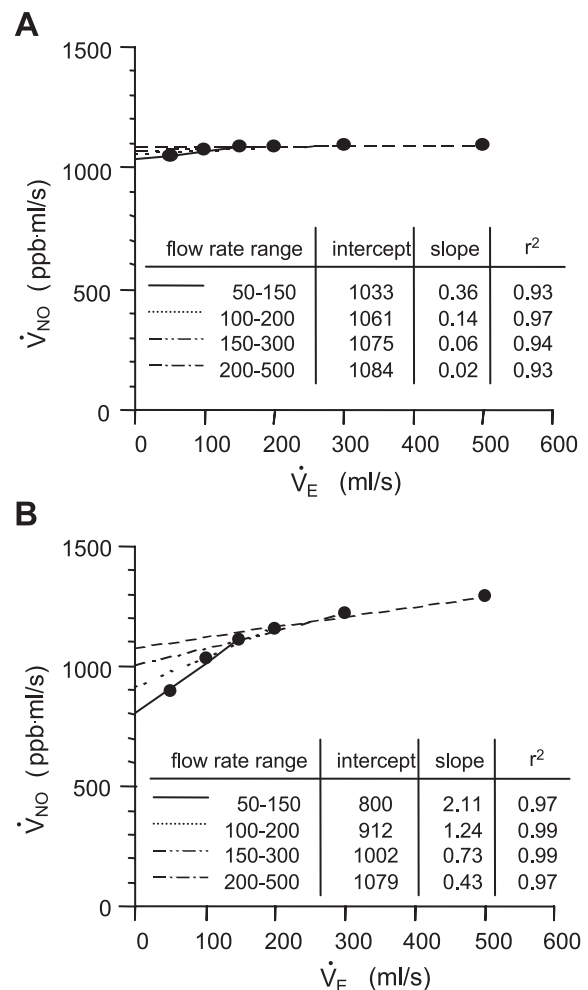 A
1500
1000
500
0
V̇NO (ppb·ml/s)
flow rate range intercept slope r²
50-150 1033 0.36 0.93
100-200 1061 0.14 0.97
150-300 1075 0.06 0.94
200-500 1084 0.02 0.93
0 100 200 300 400 500 600
V̇E (ml/s)
B
1500
1000
500
0
V̇NO (ppb·ml/s)
flow rate range intercept slope r²
50-150 800 2.11 0.97
100-200 912 1.24 0.99
150-300 1002 0.73 0.99
200-500 1079 0.43 0.97
0 100 200 300 400 500 600
V̇E (ml/s)